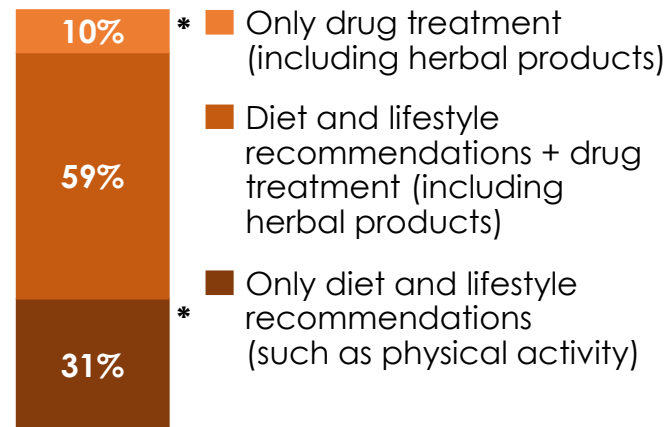 10%
* Only drug treatment
(including herbal products)
59%
Diet and lifestyle
recommendations + drug
treatment (including
herbal products)
31%
* Only diet and lifestyle
recommendations
(such as physical activity)